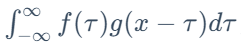 ∫_{-∞}^{∞} f(τ)g(x − τ)dτ